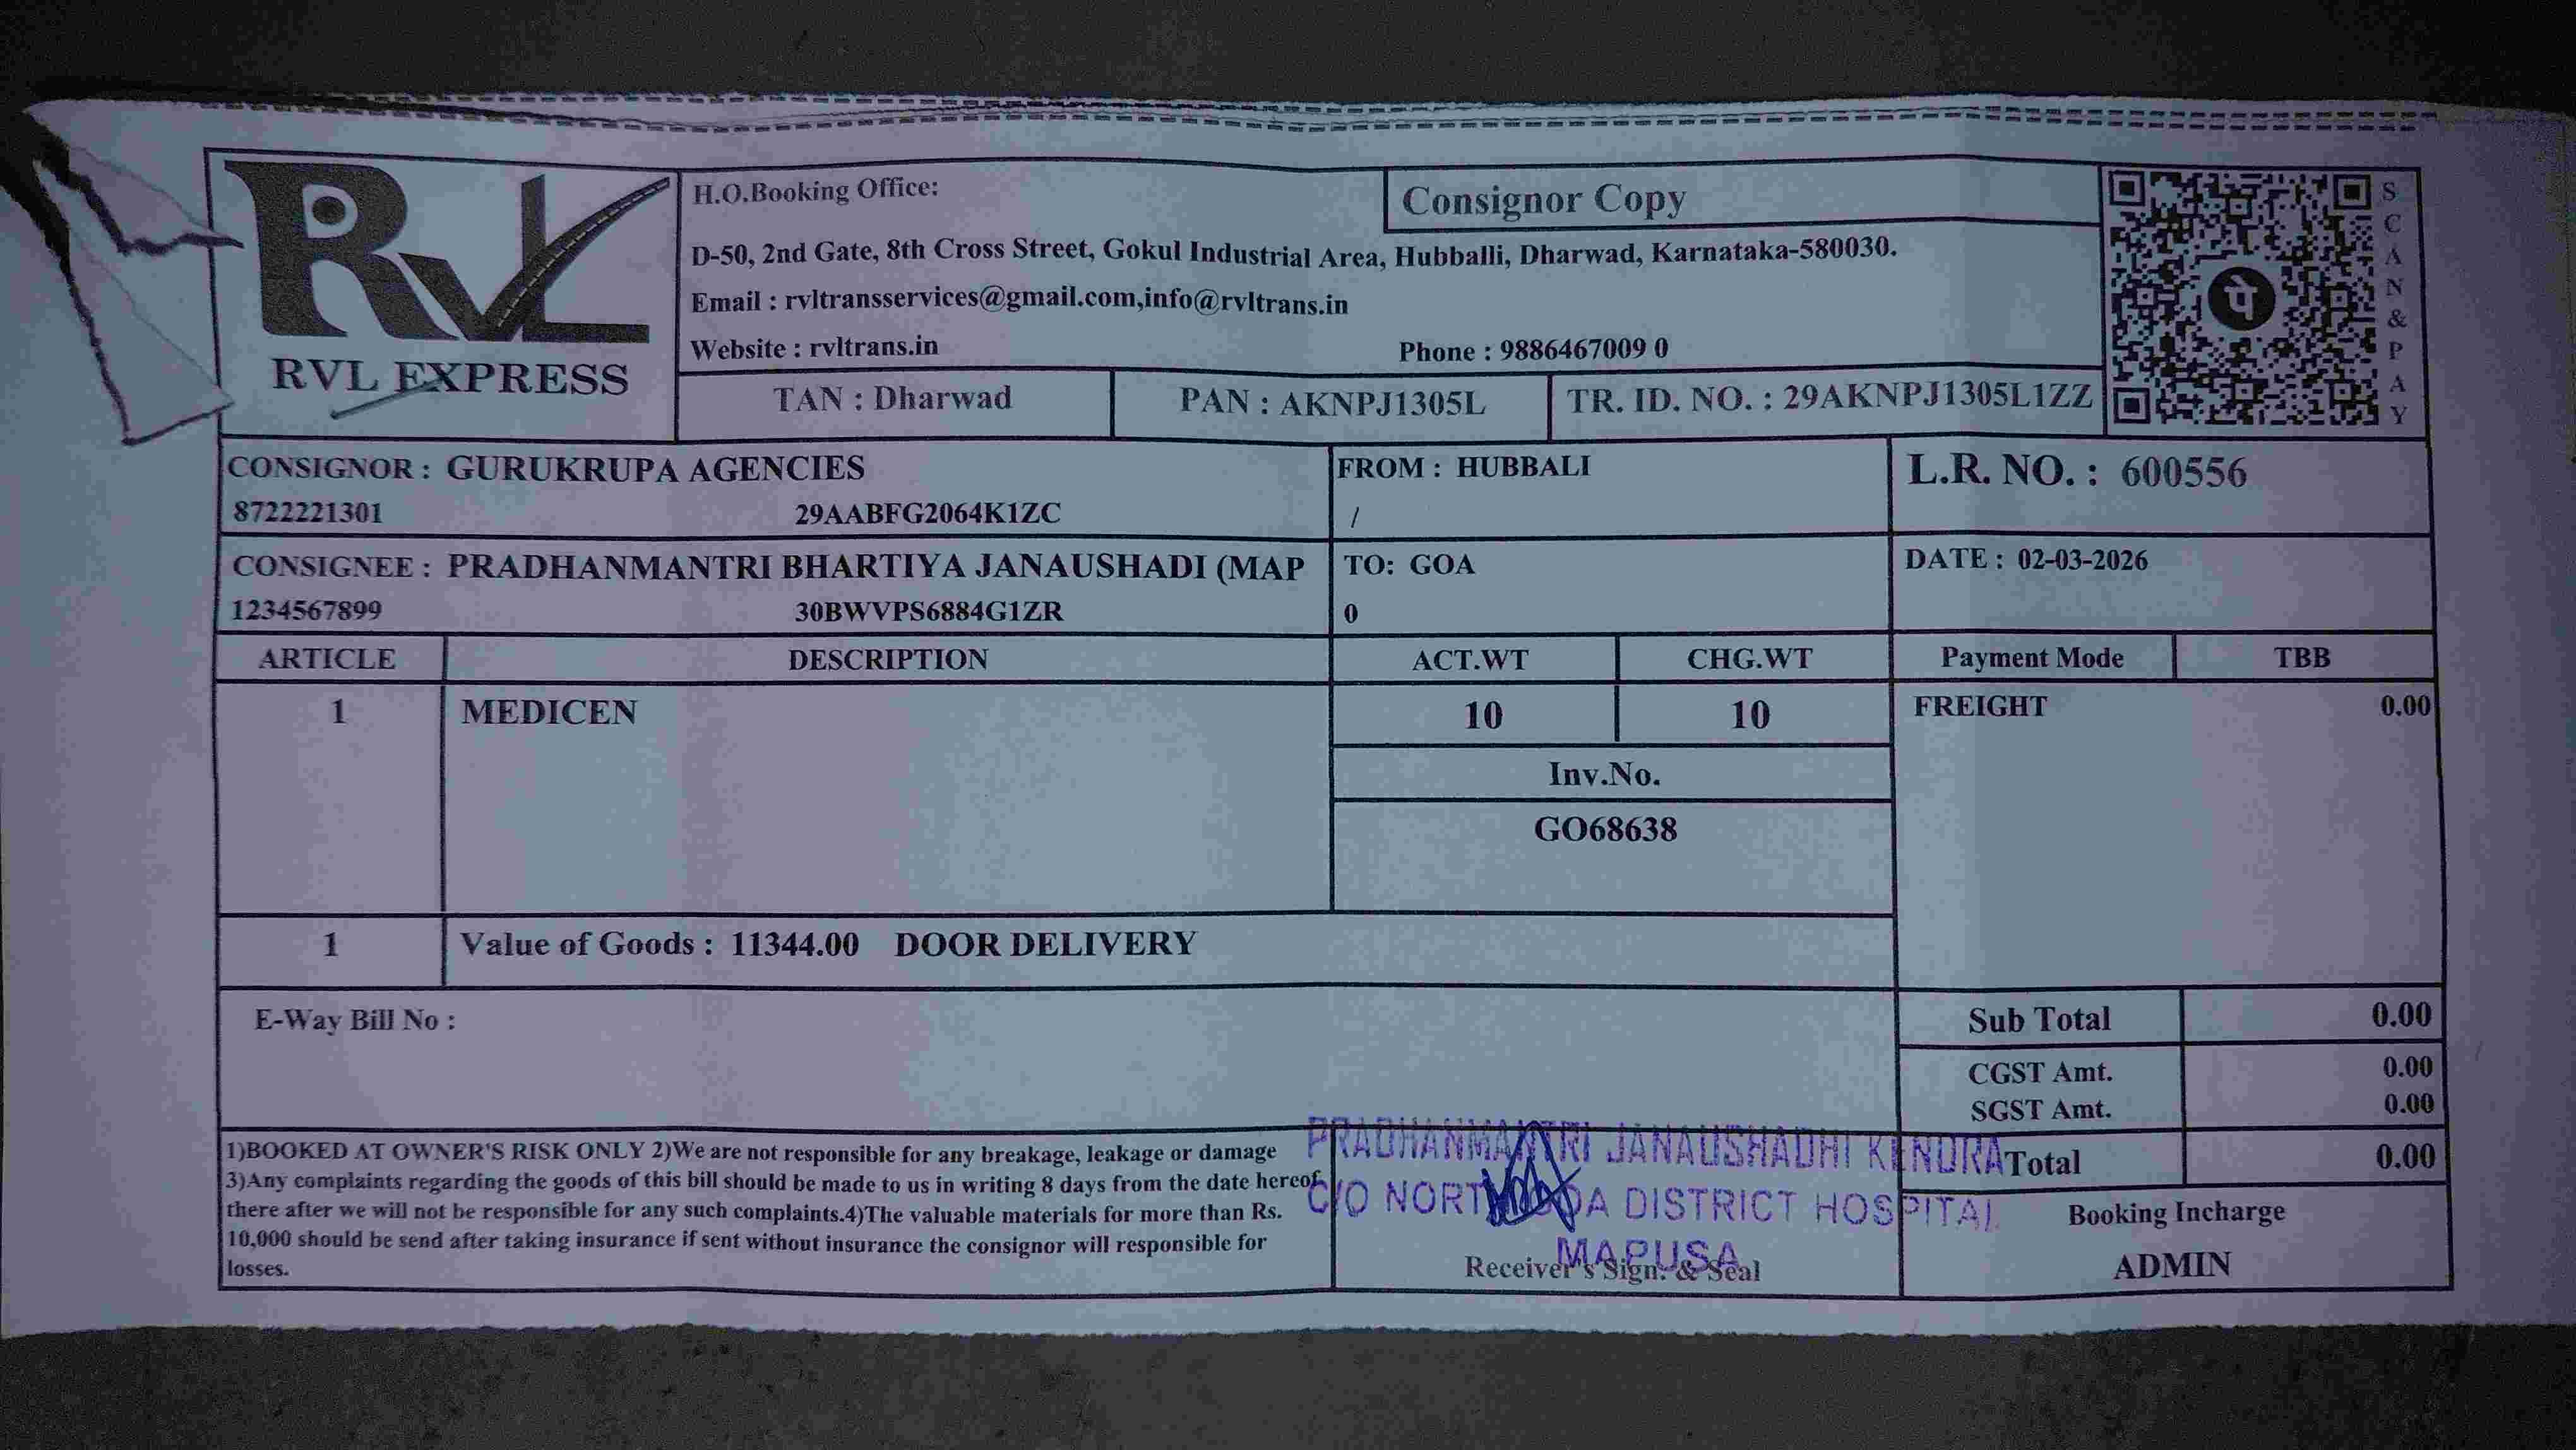 RVL
RVL EXPRESS
H.O.Booking Office:
Consignor Copy
D-50, 2nd Gate, 8th Cross Street, Gokul Industrial Area, Hubballi, Dharwad, Karnataka-580030.
Email : rvltransservices@gmail.com,info@rvltrans.in
Website : rvltrans.in Phone : 9886467009 0
TAN : Dharwad PAN : AKNPJ1305L TR. ID. NO. : 29AKNPJ1305L1ZZ
पे
SCAN&PAY
CONSIGNOR : GURUKRUPA AGENCIES FROM : HUBBALI L.R. NO. : 600556
8722221301 29AABFG2064K1ZC /
CONSIGNEE : PRADHANMANTRI BHARTIYA JANAUSHADI (MAP TO: GOA DATE : 02-03-2026
1234567899 30BWVPS6884G1ZR 0
ARTICLE DESCRIPTION ACT.WT CHG.WT Payment Mode TBB
1 MEDICEN 10 10 FREIGHT 0.00
Inv.No.
GO68638
1 Value of Goods : 11344.00 DOOR DELIVERY
E-Way Bill No :
Sub Total 0.00
CGST Amt. 0.00
SGST Amt. 0.00
Total 0.00
1)BOOKED AT OWNER'S RISK ONLY 2)We are not responsible for any breakage, leakage or damage
3)Any complaints regarding the goods of this bill should be made to us in writing 8 days from the date hereof
there after we will not be responsible for any such complaints.4)The valuable materials for more than Rs.
10,000 should be send after taking insurance if sent without insurance the consignor will responsible for
losses.
PRADHANMANTRI JANAUSHADHI KENDRA
C/O NORTH GOA DISTRICT HOSPITAL
MAPUSA
Receiver's Sign. & Seal
Booking Incharge
ADMIN